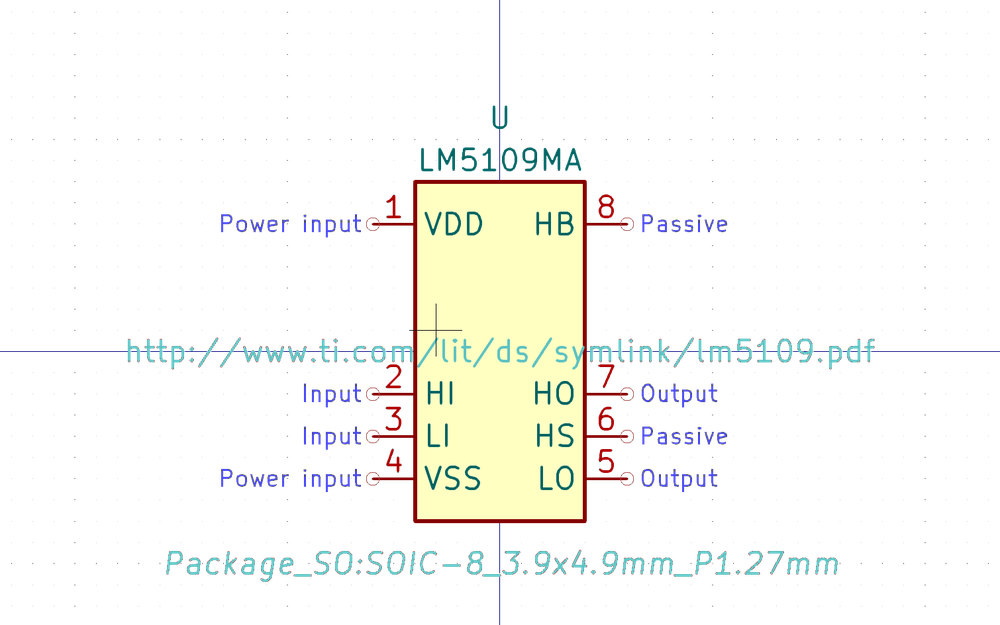 U
LM5109MA
Power input 1 VDD HB 8 Passive
http://www.ti.com/lit/ds/symlink/lm5109.pdf
Input 2 HI HO 7 Output
Input 3 LI HS 6 Passive
Power input 4 VSS LO 5 Output
Package_SO:SOIC-8_3.9x4.9mm_P1.27mm